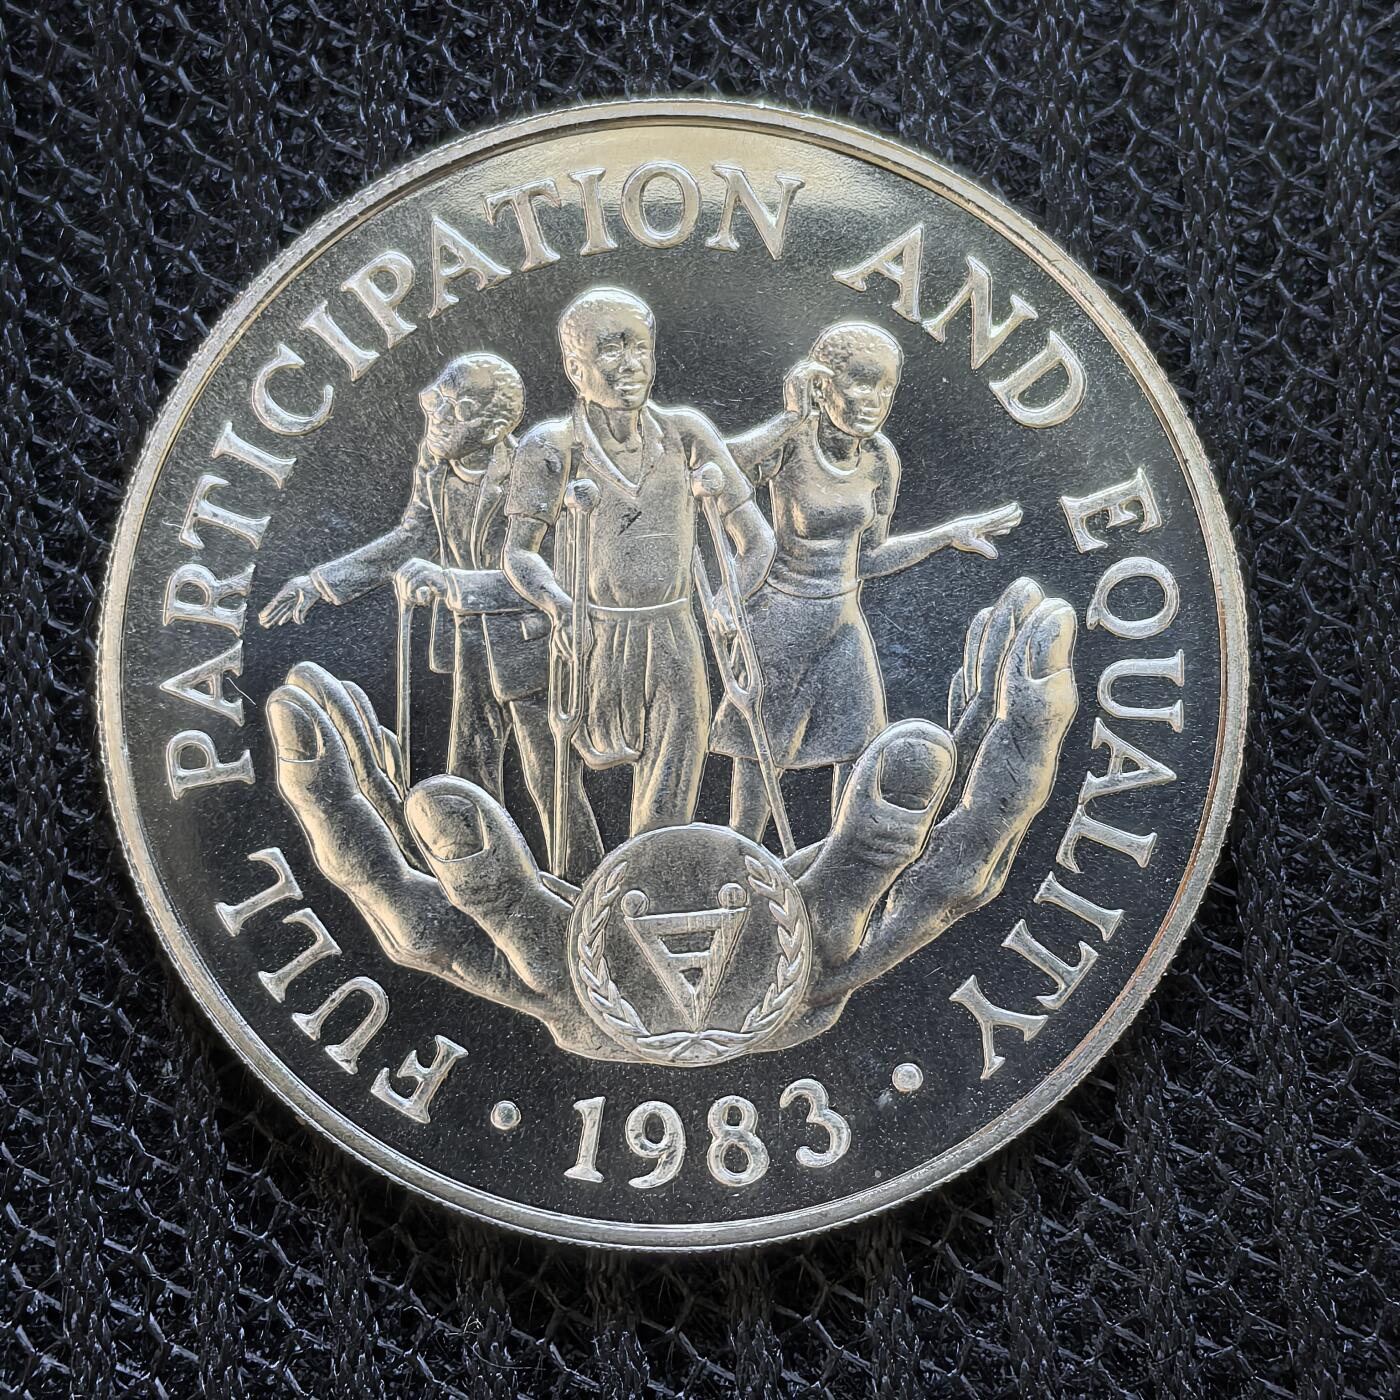 FULL PARTICIPATION AND EQUALITY
• 1983 •